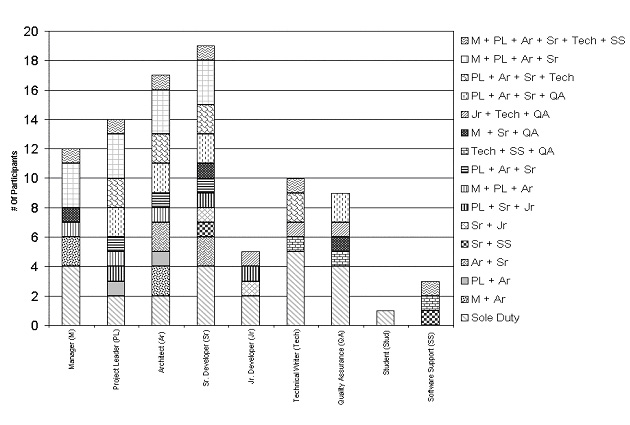 # Of Participants
20
18
16
14
12
10
8
6
4
2
0
Manager (M)
Project Leader (PL)
Architect (Ar)
Sr. Developer (Sr)
Jr. Developer (Jr)
Technical Writer (Tech)
Quality Assurance (QA)
Student (Stud)
Software Support (SS)
M + PL + Ar + Sr + Tech + SS
M + PL + Ar + Sr
PL + Ar + Sr + Tech
PL + Ar + Sr + QA
Jr + Tech + QA
M + Sr + QA
Tech + SS + QA
PL + Ar + Sr
M + PL + Ar
PL + Sr + Jr
Sr + Jr
Sr + SS
Ar + Sr
PL + Ar
M + Ar
Sole Duty